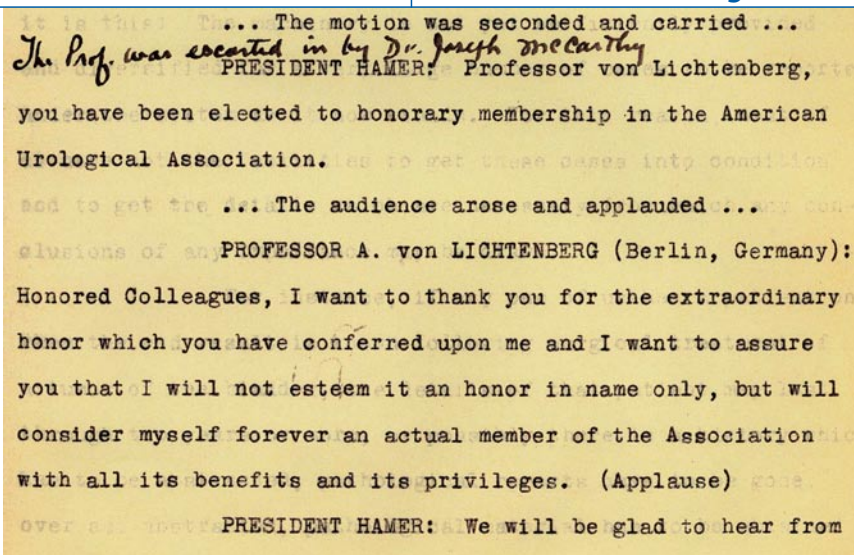 ... The motion was seconded and carried ...
The Prof. was escorted in by Dr. Joseph McCarthy
PRESIDENT HAMER: Professor von Lichtenberg,
you have been elected to honorary membership in the American
Urological Association.
... The audience arose and applauded ...
PROFESSOR A. von LICHTENBERG (Berlin, Germany):
Honored Colleagues, I want to thank you for the extraordinary
honor which you have conferred upon me and I want to assure
you that I will not esteem it an honor in name only, but will
consider myself forever an actual member of the Association
with all its benefits and its privileges. (Applause)
PRESIDENT HAMER: We will be glad to hear from